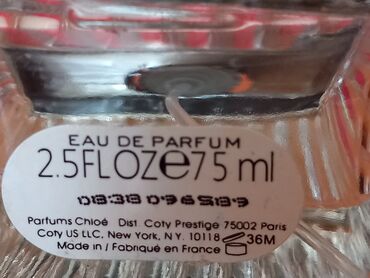 EAU DE PARFUM
2.5FLOZ℮75 ml
Parfums Chloé Dist. Coty Prestige 75002 Paris
Coty US LLC, New York, N.Y. 10118 36M
Made in / Fabriqué en France